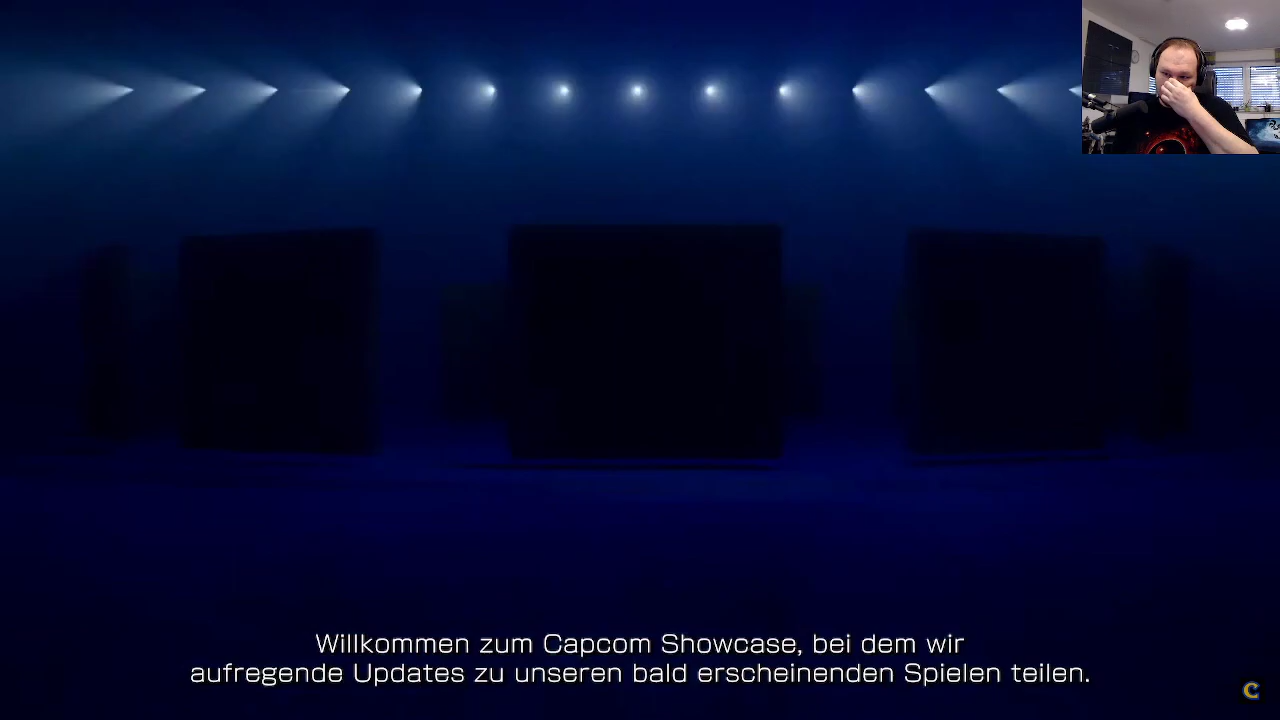 Willkommen zum Capcom Showcase, bei dem wir
aufregende Updates zu unseren bald erscheinenden Spielen teilen.
C